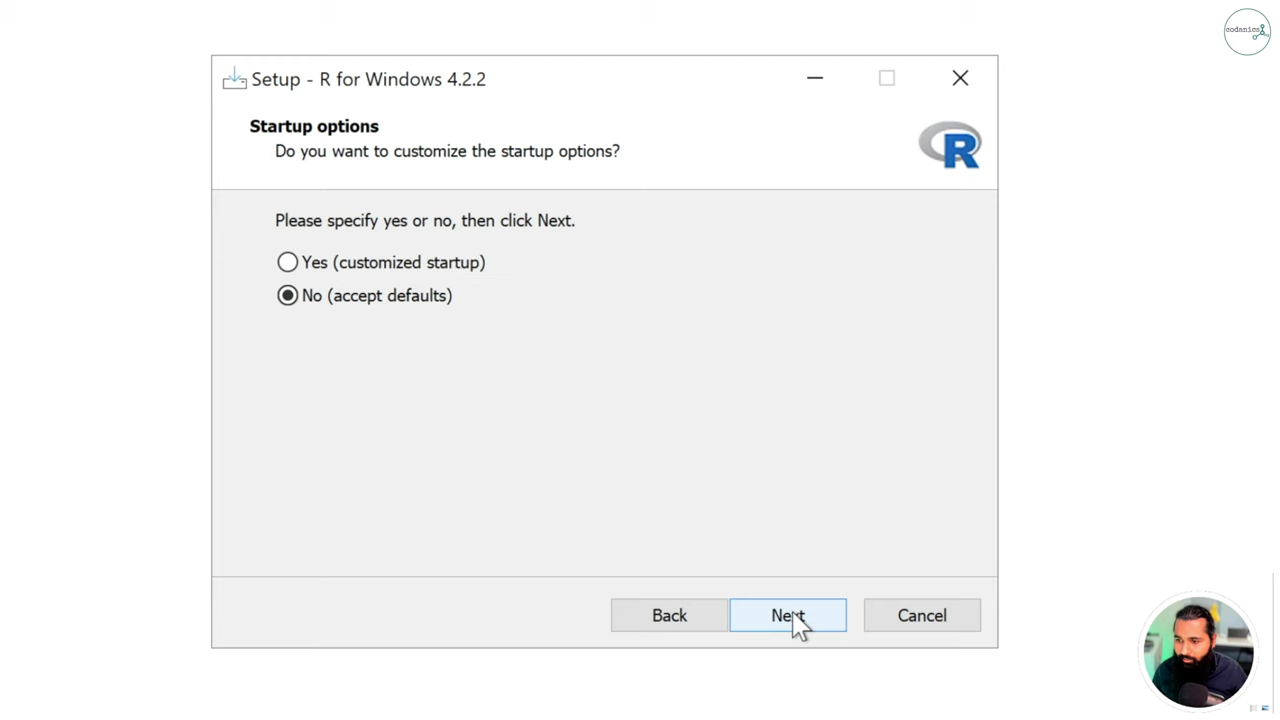 codanics
Setup - R for Windows 4.2.2
Startup options
Do you want to customize the startup options?
R
Please specify yes or no, then click Next.
Yes (customized startup)
No (accept defaults)
Back
Next
Cancel